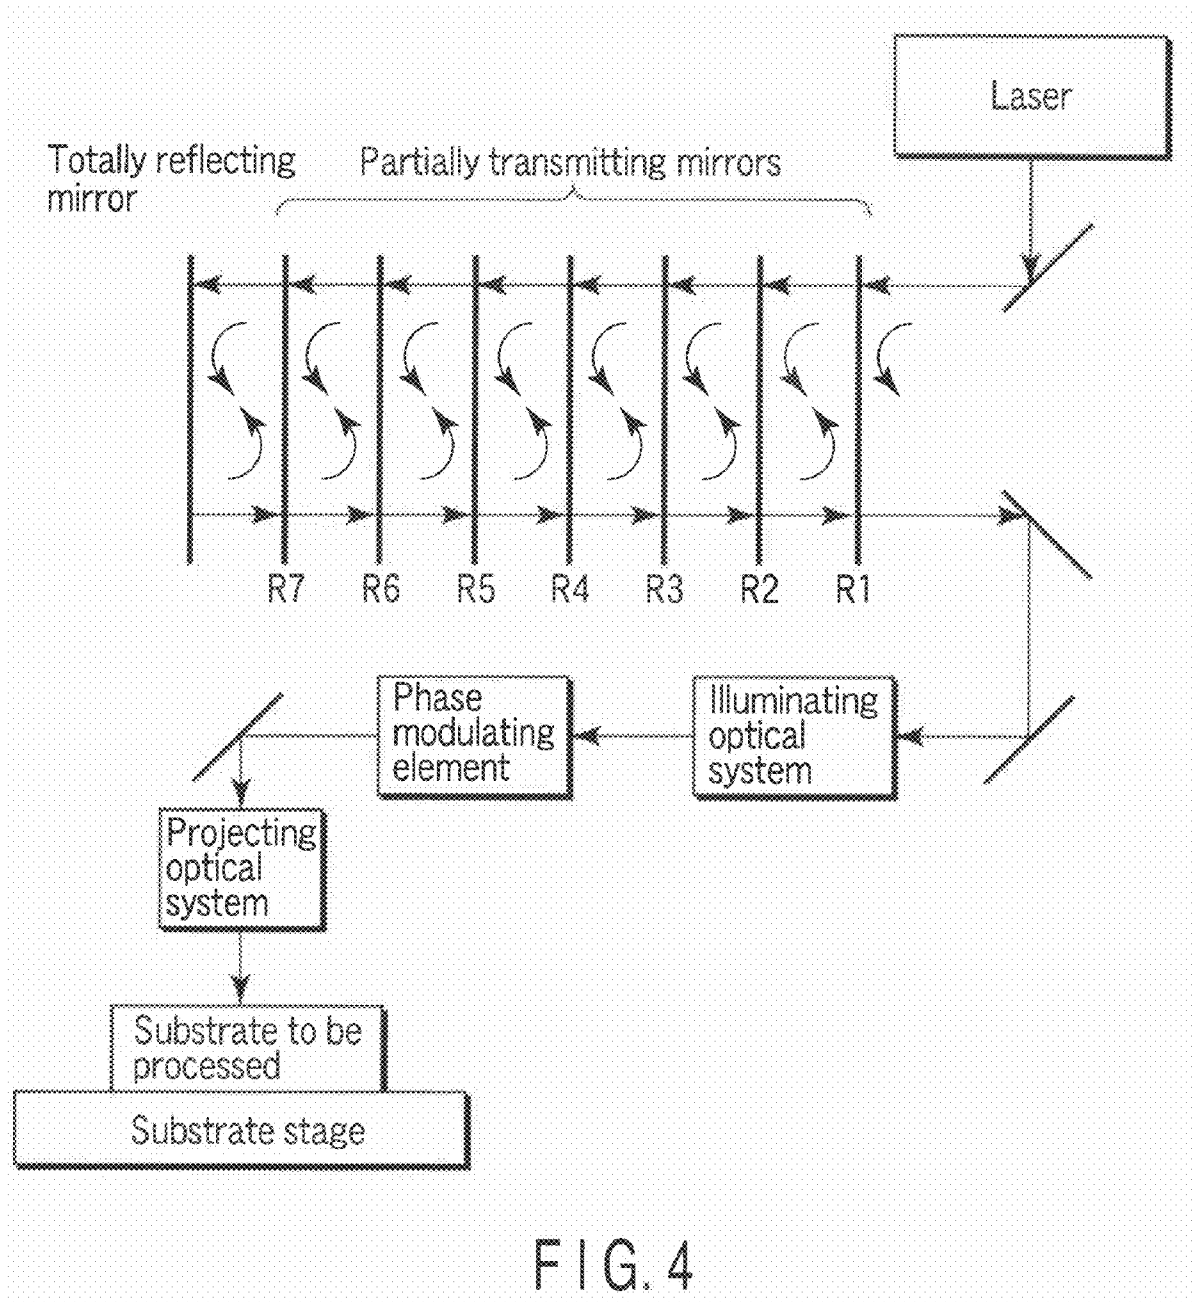 Laser
Totally reflecting
mirror
Partially transmitting mirrors
R7 R6 R5 R4 R3 R2 R1
Phase
modulating
element
Illuminating
optical
system
Projecting
optical
system
Substrate to be
processed
Substrate stage
FIG. 4